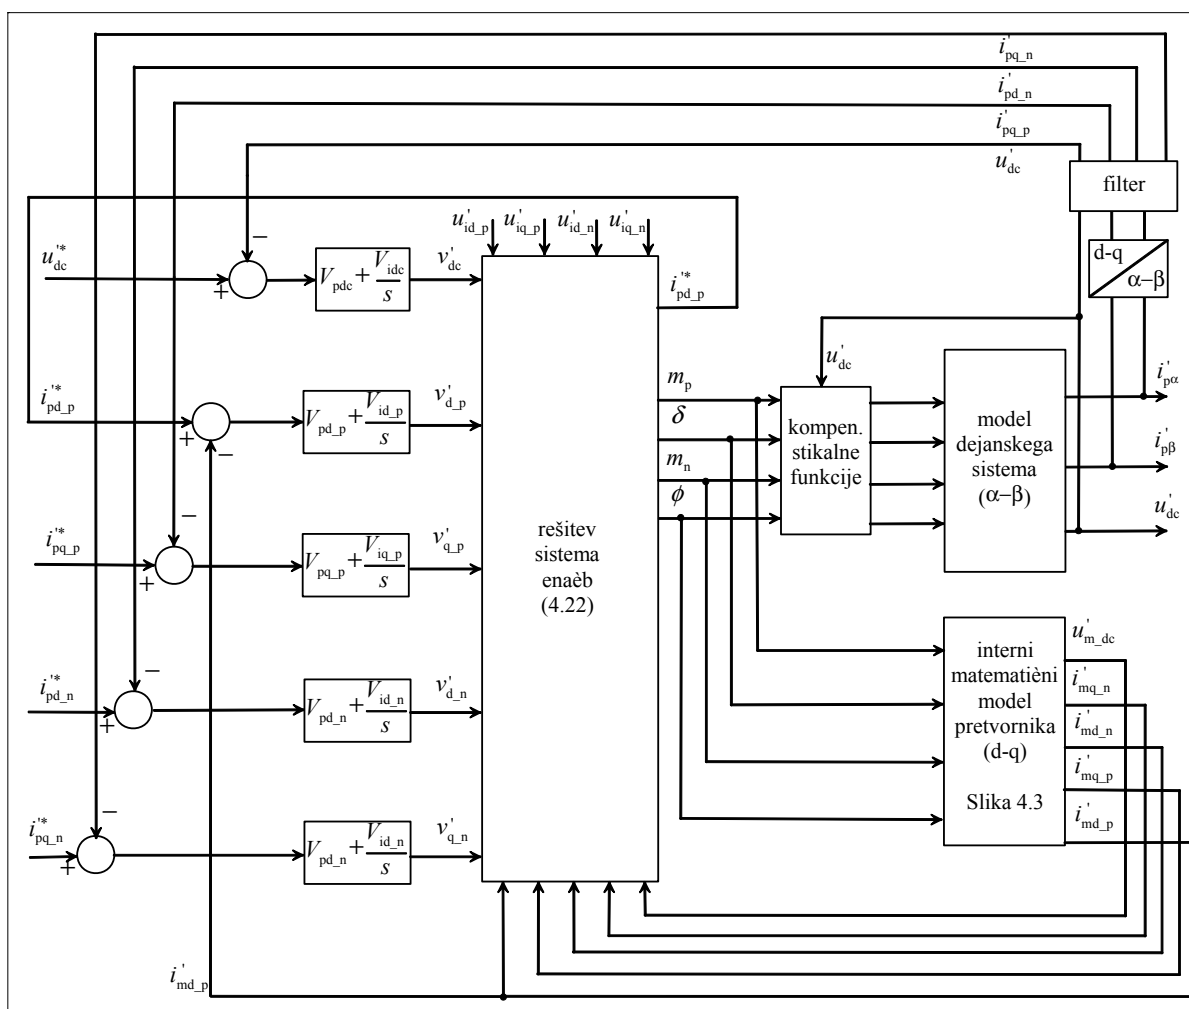 i'pq_n
i'pd_n
i'pq_p
u'dc
filter
d-q
α−β
u'id_p u'iq_p u'id_n u'iq_n
−
u'*dc
+
Vpdc + Vidc/s
v'dc
i'*pd_p
u'dc
i'*pd_p
+
−
Vpd_p + Vid_p/s
v'd_p
mp
δ
mn
ϕ
kompen.
stikalne
funkcije
model
dejanskega
sistema
(α−β)
i'pα
i'pβ
u'dc
−
i'*pq_p
+
Vpq_p + Viq_p/s
v'q_p
rešitev
sistema
enaèb
(4.22)
−
i'*pd_n
+
Vpd_n + Vid_n/s
v'd_n
interni
matematièni
model
pretvornika
(d-q)
Slika 4.3
u'm_dc
i'mq_n
i'md_n
i'mq_p
i'md_p
−
i'*pq_n
+
Vpd_n + Vid_n/s
v'q_n
i'md_p